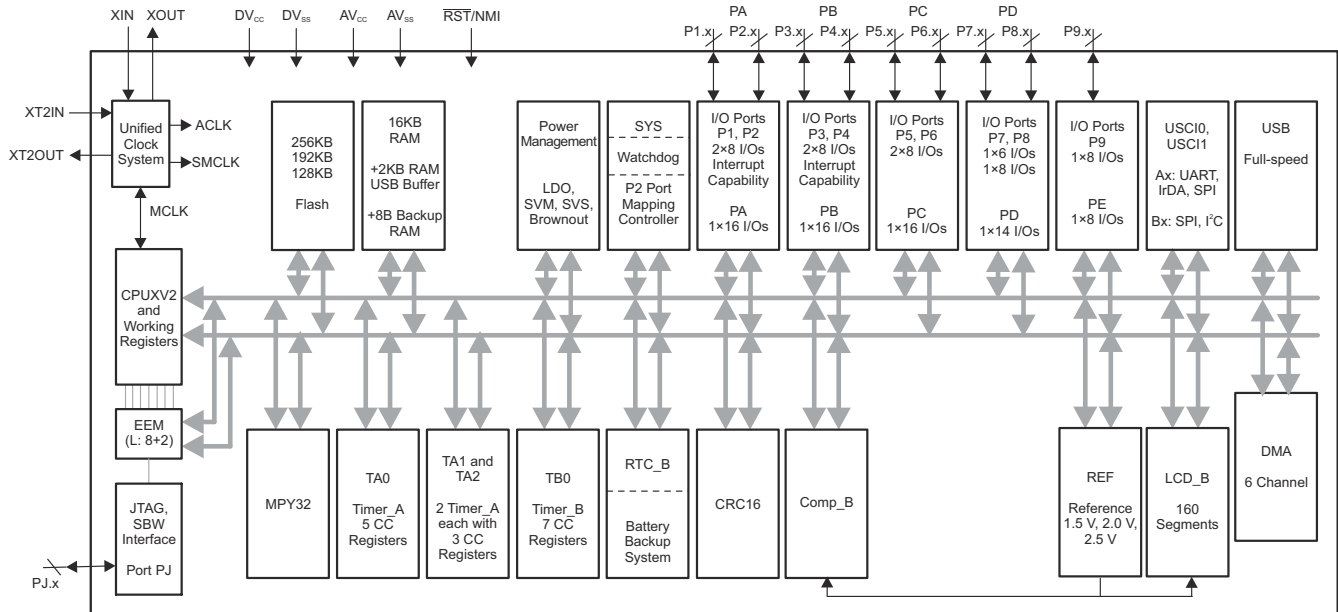 XIN XOUT DVCC DVSS AVCC AVSS RST/NMI PA PB PC PD
P1.x P2.x P3.x P4.x P5.x P6.x P7.x P8.x P9.x
XT2IN
XT2OUT
Unified
Clock
System
ACLK
SMCLK
MCLK
256KB
192KB
128KB
Flash
16KB
RAM
+2KB RAM
USB Buffer
+8B Backup
RAM
Power
Management
LDO,
SVM, SVS,
Brownout
SYS
Watchdog
P2 Port
Mapping
Controller
I/O Ports
P1, P2
2×8 I/Os
Interrupt
Capability
PA
1×16 I/Os
I/O Ports
P3, P4
2×8 I/Os
Interrupt
Capability
PB
1×16 I/Os
I/O Ports
P5, P6
2×8 I/Os
PC
1×16 I/Os
I/O Ports
P7, P8
1×6 I/Os
1×8 I/Os
PD
1×14 I/Os
I/O Ports
P9
1×8 I/Os
PE
1×8 I/Os
USCI0,
USCI1
Ax: UART,
IrDA, SPI
Bx: SPI, I²C
USB
Full-speed
CPUXV2
and
Working
Registers
EEM
(L: 8+2)
JTAG,
SBW
Interface
Port PJ
PJ.x
MPY32
TA0
Timer_A
5 CC
Registers
TA1 and
TA2
2 Timer_A
each with
3 CC
Registers
TB0
Timer_B
7 CC
Registers
RTC_B
Battery
Backup
System
CRC16
Comp_B
REF
Reference
1.5 V, 2.0 V,
2.5 V
LCD_B
160
Segments
DMA
6 Channel